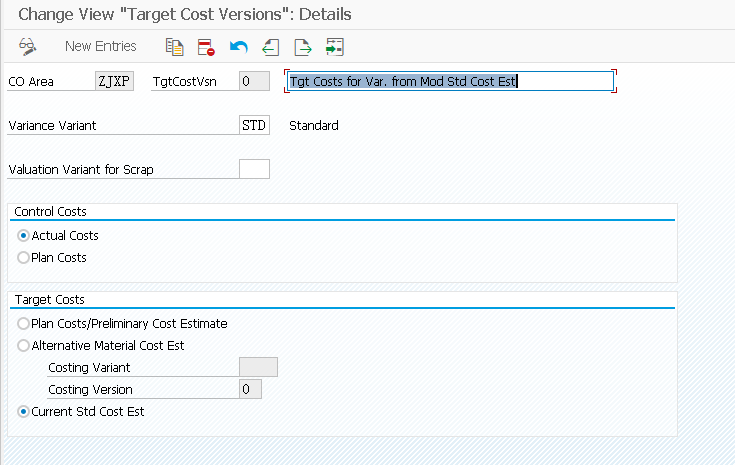 Change View "Target Cost Versions": Details
New Entries
CO Area ZJXP TgtCostVsn 0 Tgt Costs for Var. from Mod Std Cost Est
Variance Variant STD Standard
Valuation Variant for Scrap
Control Costs
Actual Costs
Plan Costs
Target Costs
Plan Costs/Preliminary Cost Estimate
Alternative Material Cost Est
Costing Variant
Costing Version 0
Current Std Cost Est